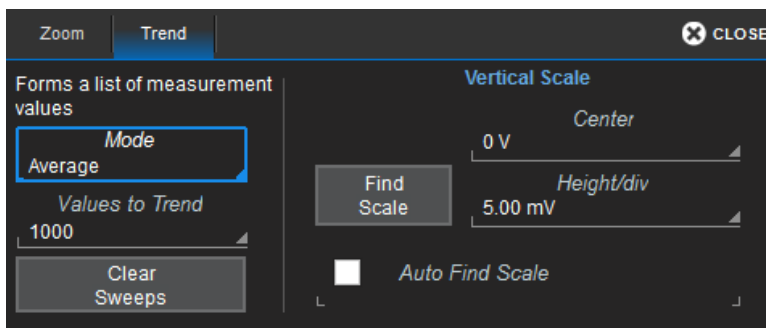 Zoom
Trend
CLOSE
Forms a list of measurement
values
Mode
Average
Values to Trend
1000
Clear
Sweeps
Vertical Scale
Center
0 V
Find
Scale
Height/div
5.00 mV
Auto Find Scale